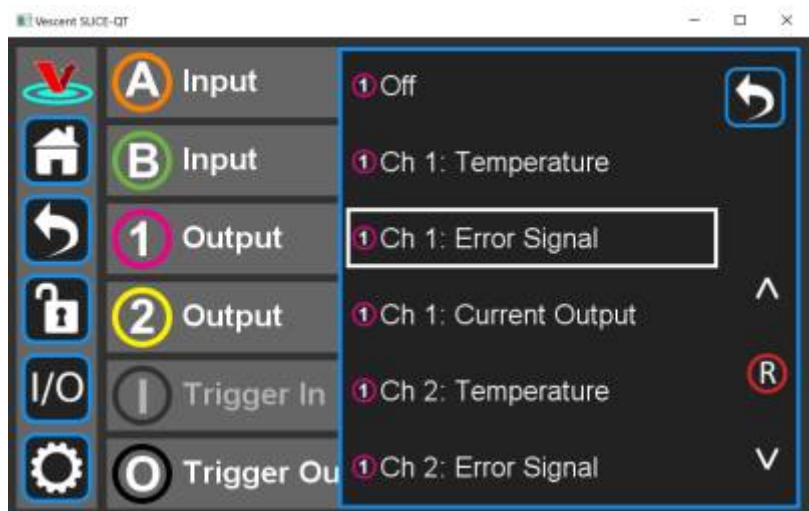 Vescent SLICE-QT
A Input
B Input
1 Output
2 Output
I/O
I Trigger In
O Trigger Ou
1 Off
1 Ch 1: Temperature
1 Ch 1: Error Signal
1 Ch 1: Current Output
1 Ch 2: Temperature
1 Ch 2: Error Signal
R